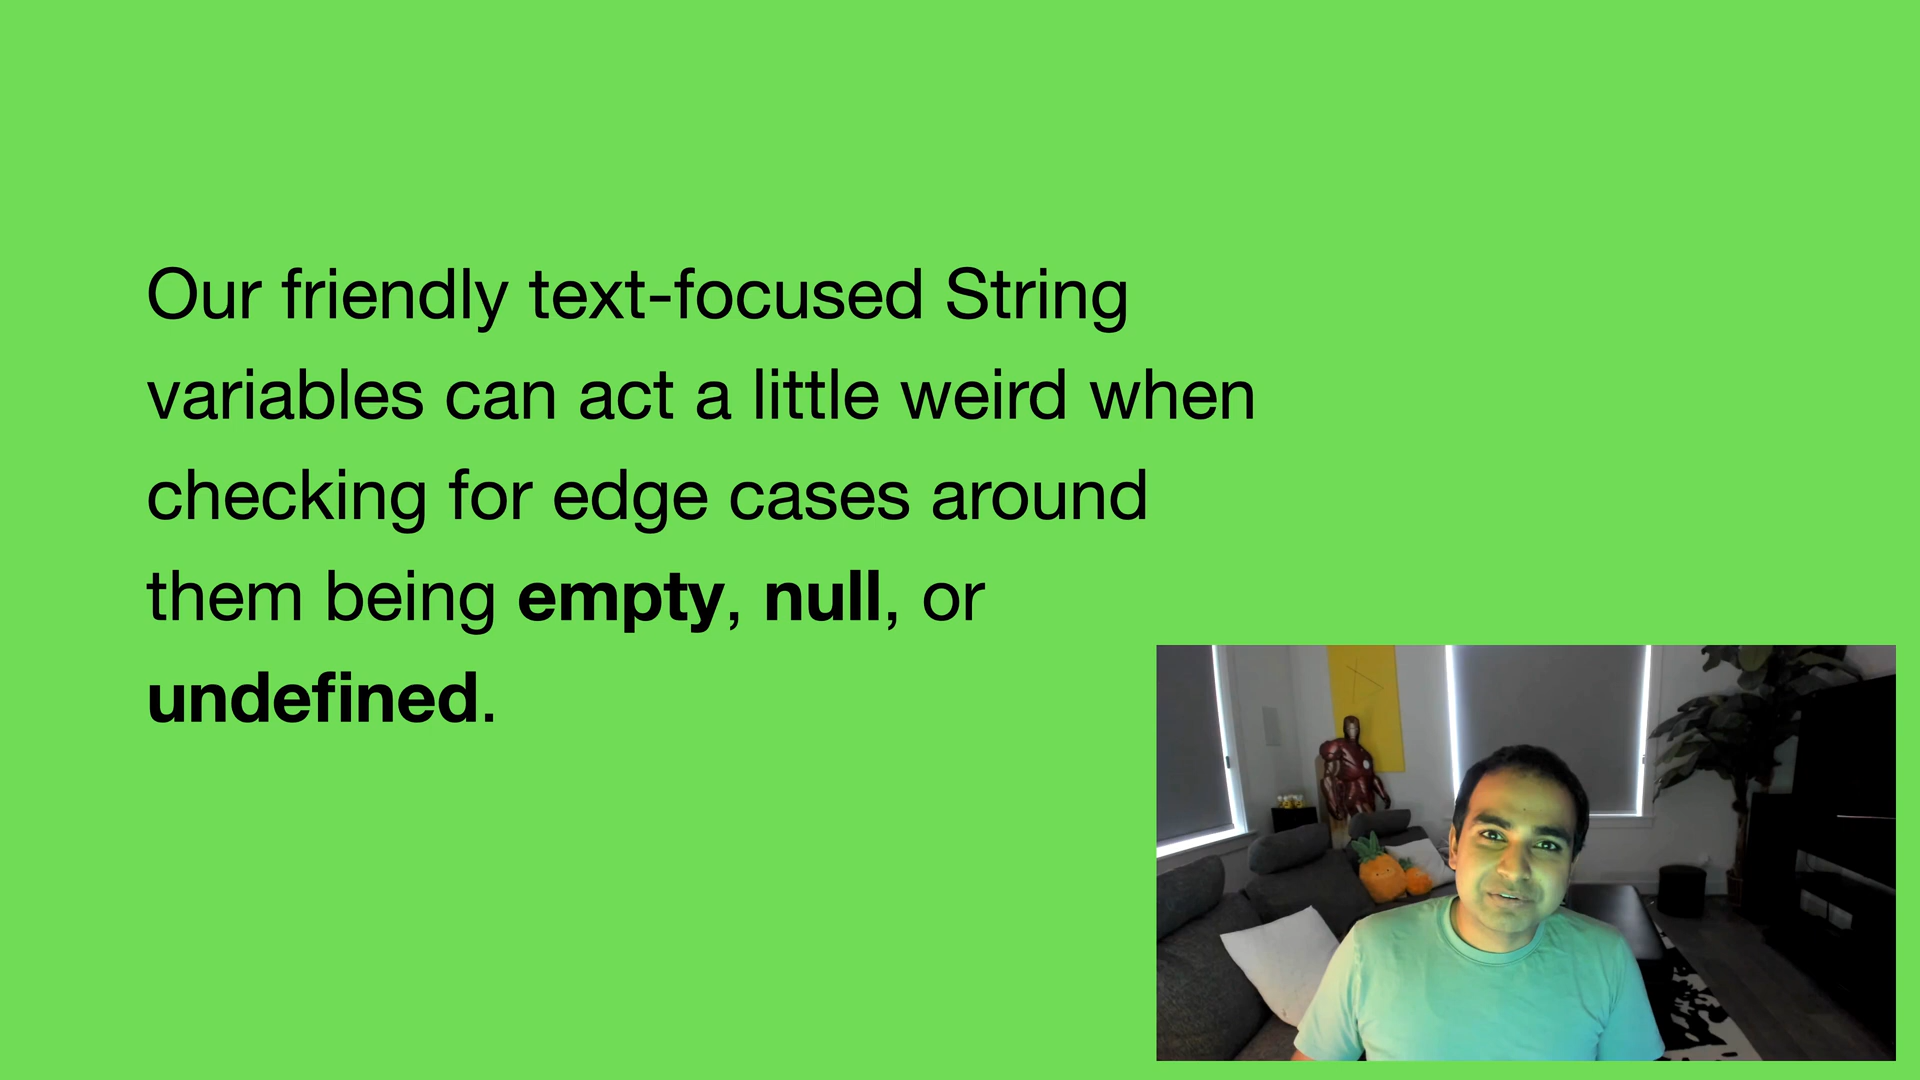 Our friendly text-focused String
variables can act a little weird when
checking for edge cases around
them being empty, null, or
undefined.